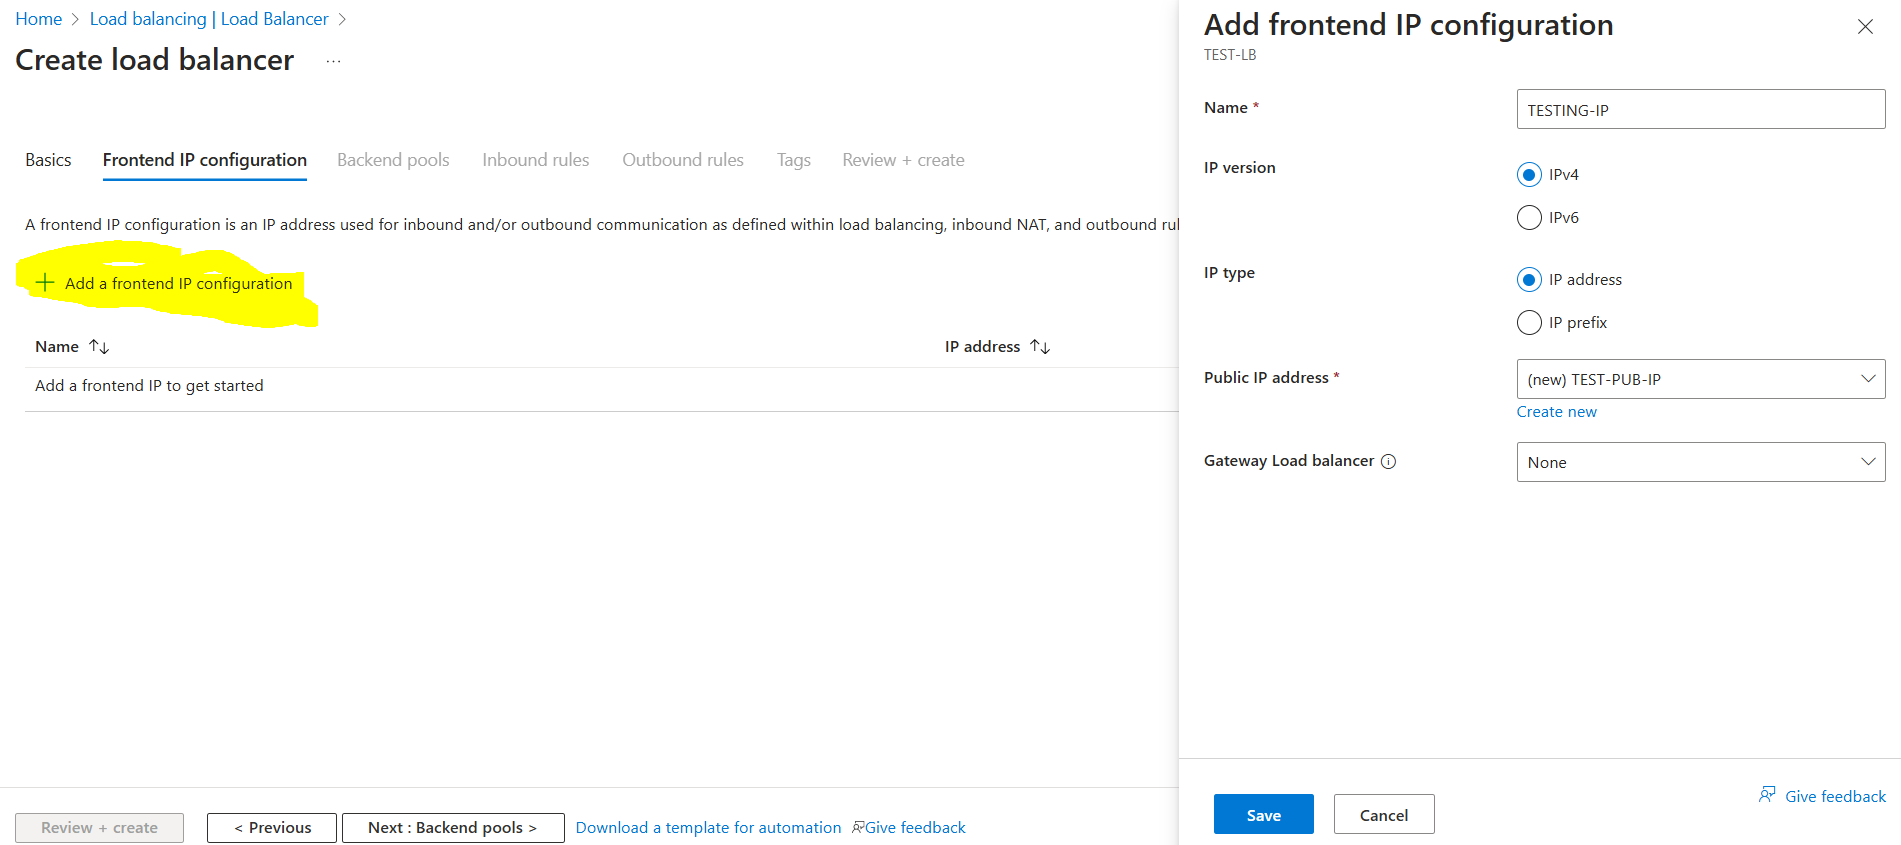 Home > Load balancing | Load Balancer >
Create load balancer ...
Basics Frontend IP configuration Backend pools Inbound rules Outbound rules Tags Review + create
A frontend IP configuration is an IP address used for inbound and/or outbound communication as defined within load balancing, inbound NAT, and outbound rul
+ Add a frontend IP configuration
Name ↑↓ IP address ↑↓
Add a frontend IP to get started
Review + create < Previous Next : Backend pools > Download a template for automation Give feedback
Add frontend IP configuration
TEST-LB
Name * TESTING-IP
IP version IPv4
IPv6
IP type IP address
IP prefix
Public IP address * (new) TEST-PUB-IP
Create new
Gateway Load balancer None
Give feedback
Save Cancel